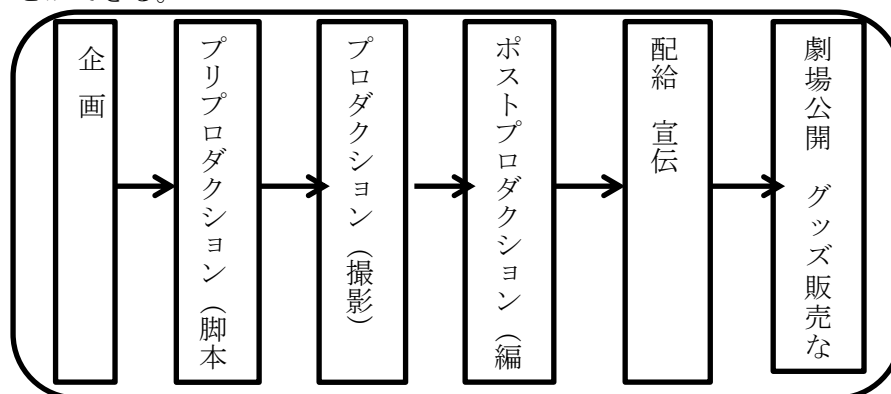 企 画
プリプロダクション（脚本
プロダクション（撮影）
ポストプロダクション（編
配給 宣伝
劇場公開 グッズ販売な